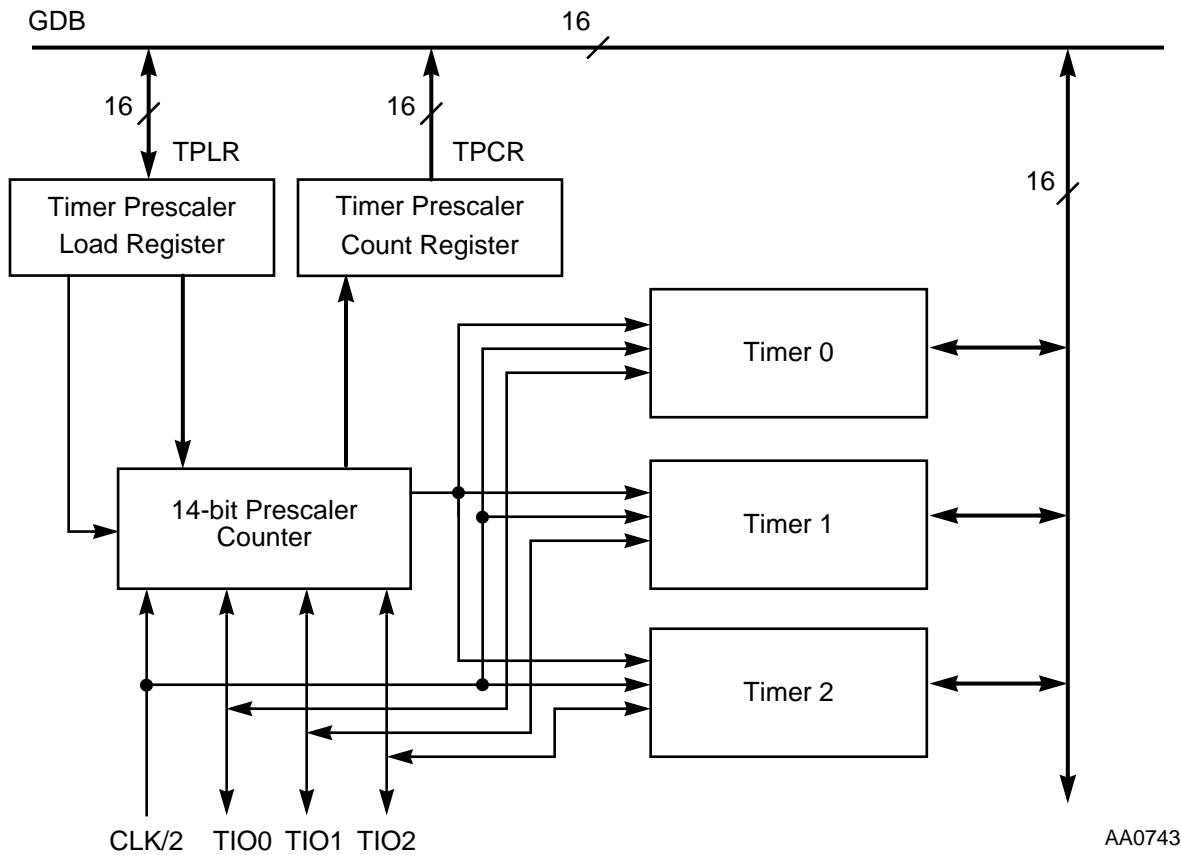 GDB
16
16
16
TPLR
TPCR
16
Timer Prescaler
Load Register
Timer Prescaler
Count Register
Timer 0
14-bit Prescaler
Counter
Timer 1
Timer 2
CLK/2
TIO0
TIO1
TIO2
AA0743